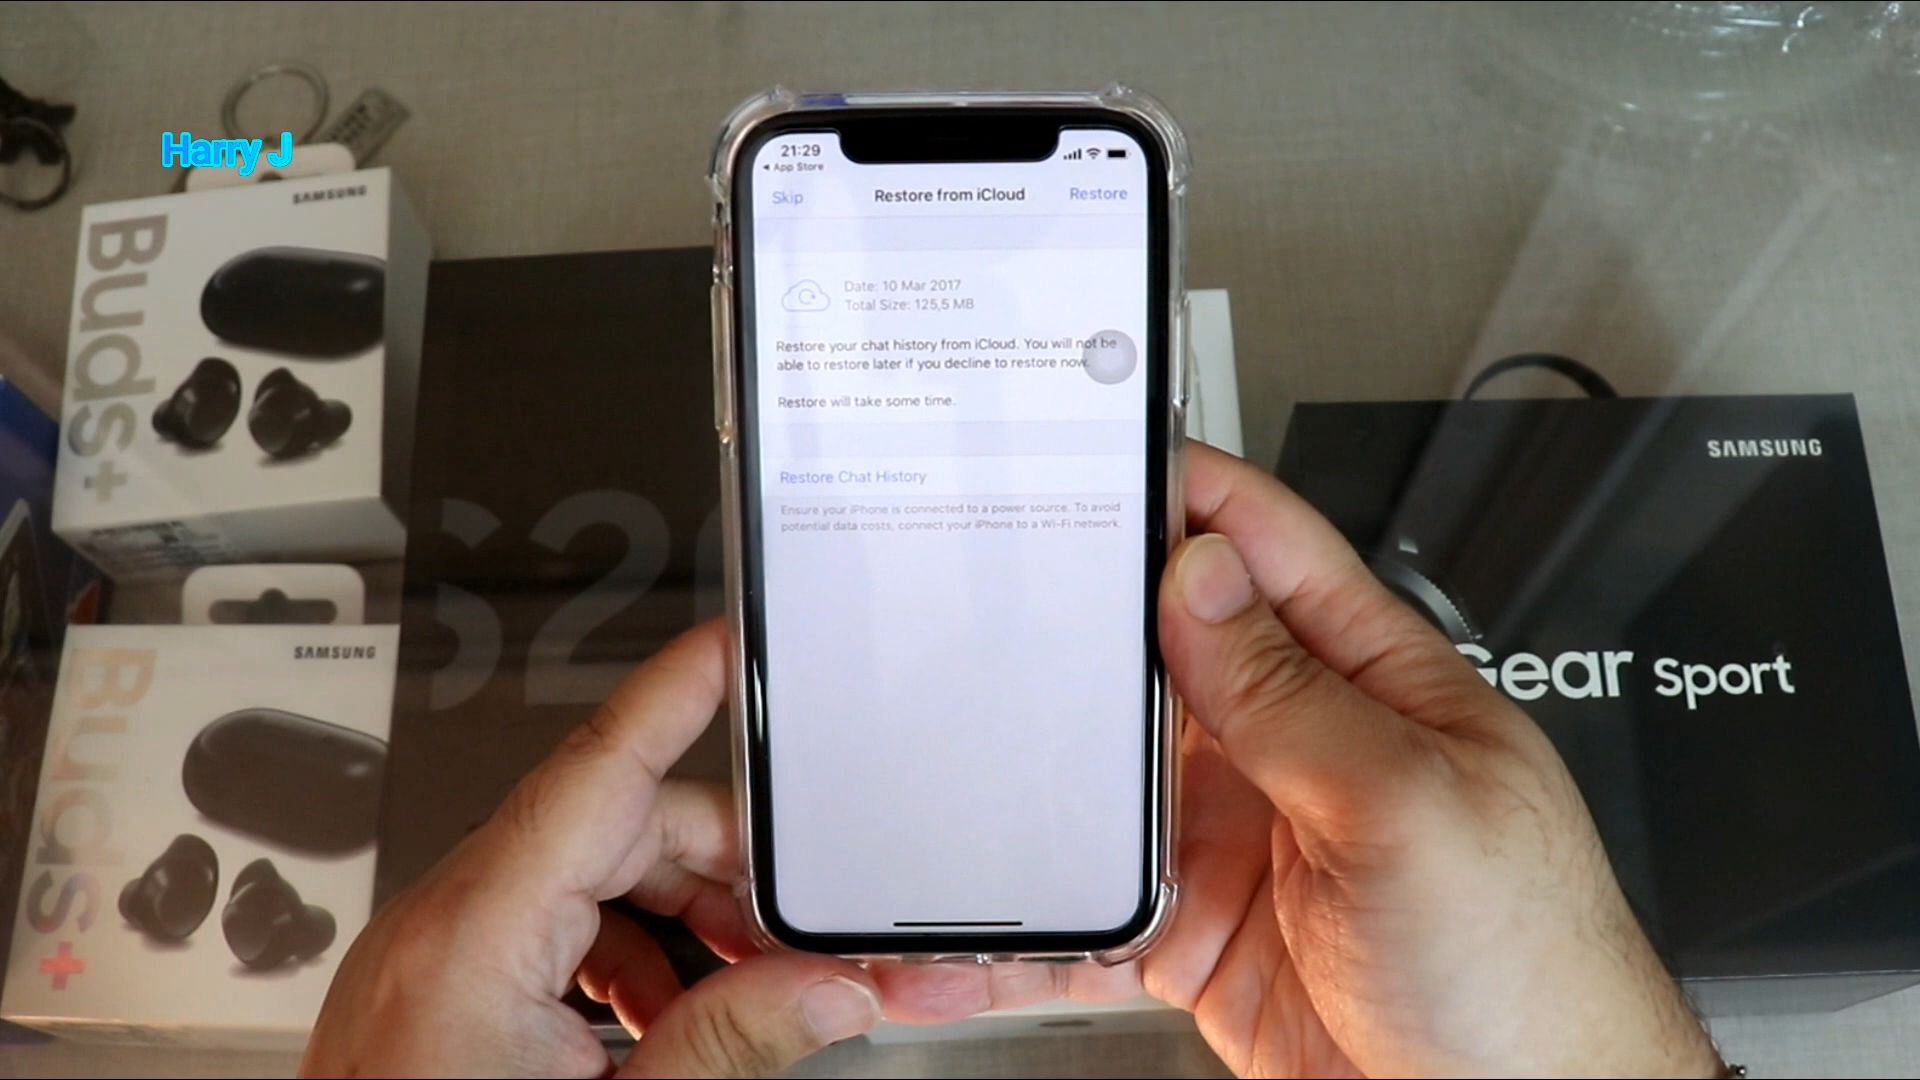 Harry J
21:29
App Store
Skip
Restore from iCloud
Restore
Date: 10 Mar 2017
Total Size: 125,5 MB
Restore your chat history from iCloud. You will not be
able to restore later if you decline to restore now.
Restore will take some time.
Restore Chat History
Ensure your iPhone is connected to a power source. To avoid
potential data costs, connect your iPhone to a Wi-Fi network.
SAMSUNG
Buds+
SAMSUNG
Buds+
S2
SAMSUNG
Gear Sport